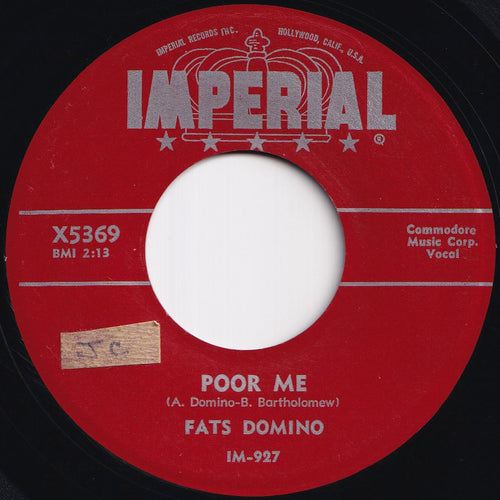 IMPERIAL RECORDS INC. HOLLYWOOD, CALIF., U.S.A.
IMPERIAL
®
X5369
BMI 2:13
Commodore
Music Corp.
Vocal
JC
POOR ME
(A. Domino-B. Bartholomew)
FATS DOMINO
IM-927